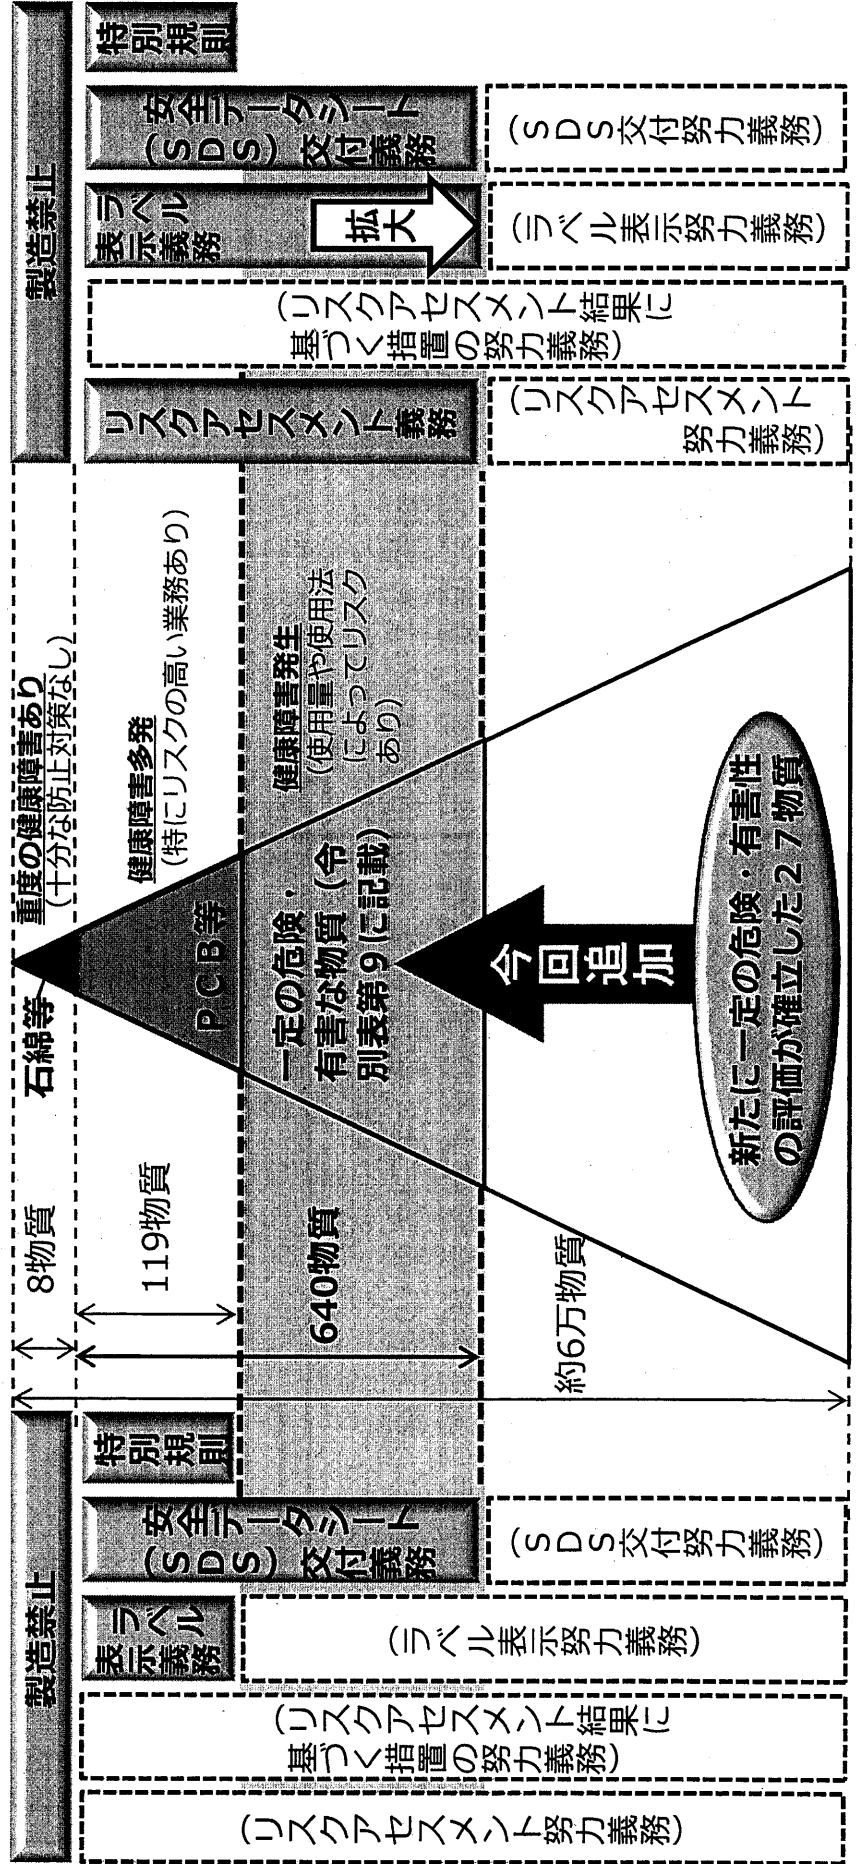 製造禁止
特別
規則
安全データシート
(SDS)交付義務
(SDS交付努力義務)
ラベル
表示義務
(ラベル表示努力義務)
(リスクアセスメント結果に
基づく措置の努力義務)
(リスクアセスメント努力義務)
8物質
119物質
640物質
約6万物質
石綿等
PCB等
一定の危険・
有害な物質(令
別表第9に記載)
今回
追加
新たに一定の危険・有害性
の評価が確立した27物質
重度の健康障害あり
(十分な防止対策なし)
健康障害多発
(特にリスクの高い業務あり)
健康障害発生
(使用量や使用法
によってリスク
あり)
製造禁止
特別
規則
安全データシート
(SDS)交付義務
(SDS交付努力義務)
ラベル
表示義務
拡大
(ラベル表示努力義務)
(リスクアセスメント結果に
基づく措置の努力義務)
リスクアセスメント義務
(リスクアセスメント
努力義務)